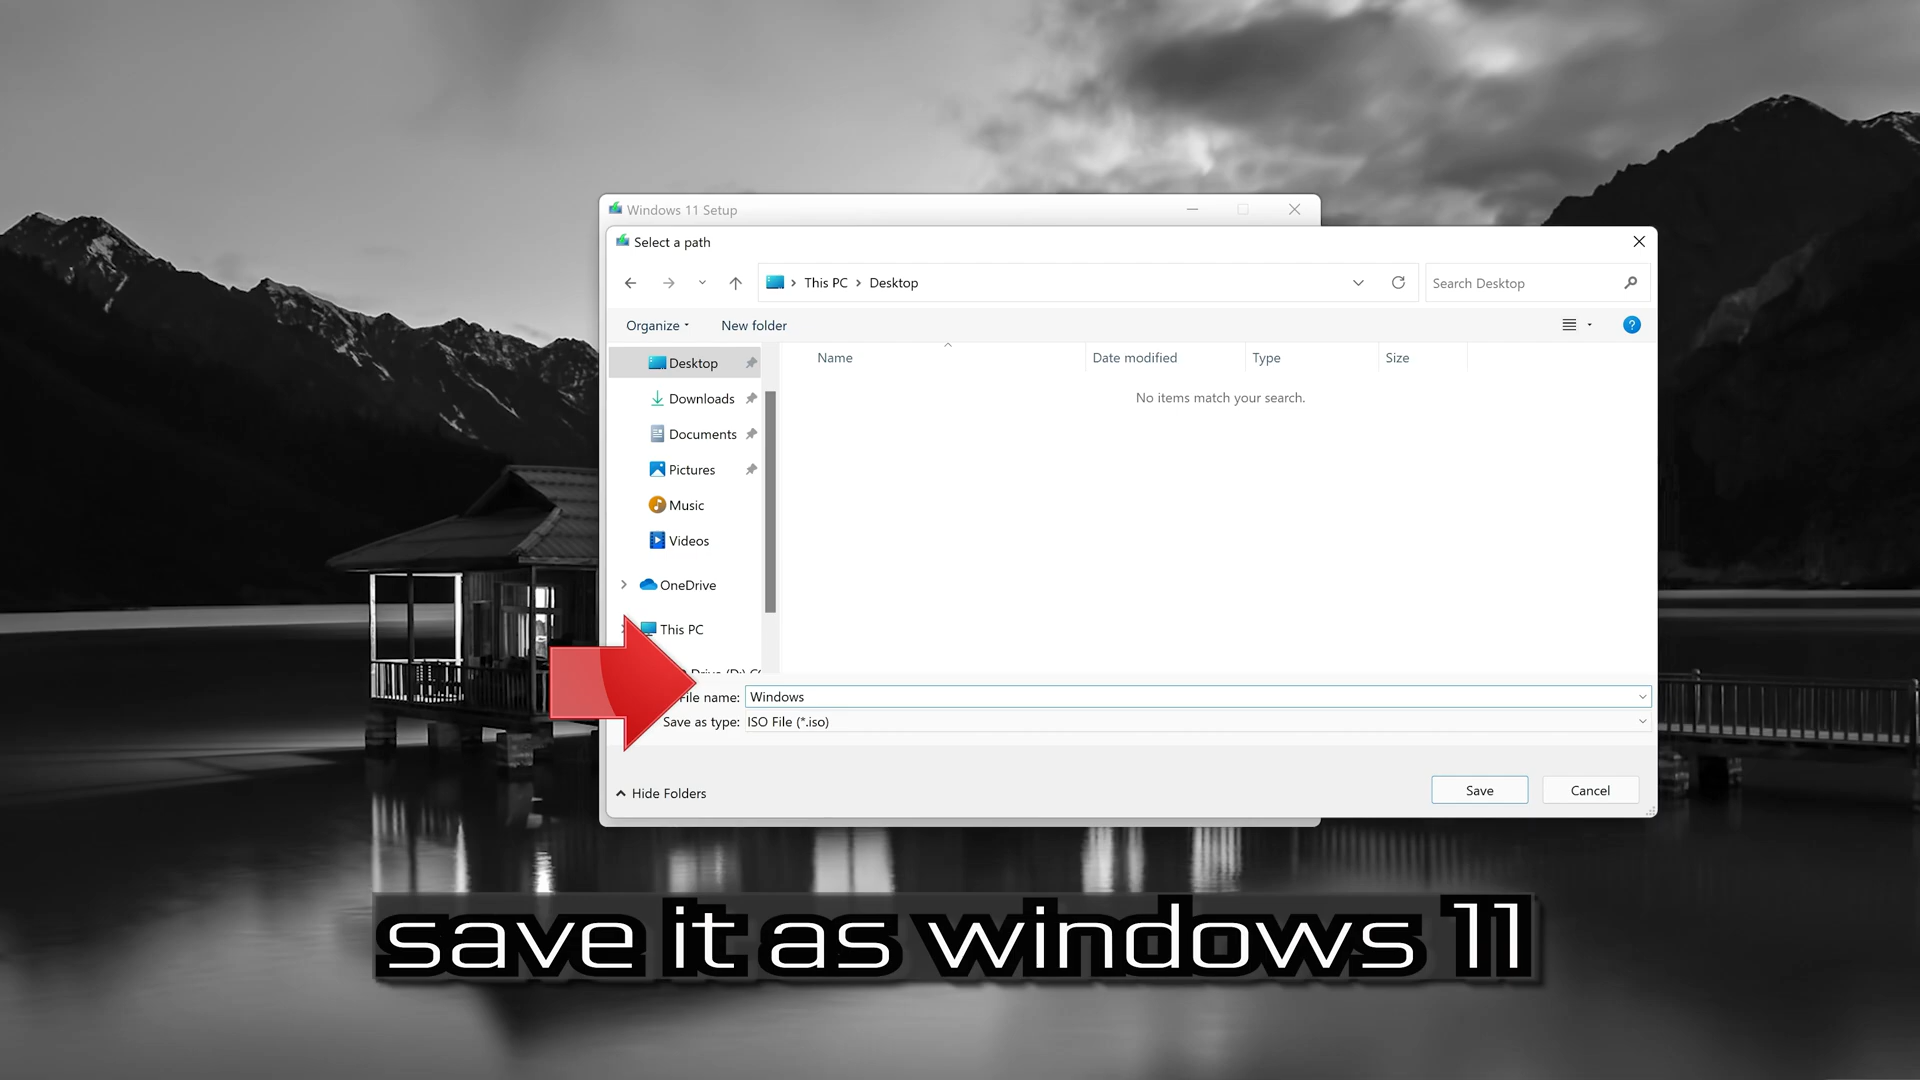 Windows 11 Setup
Select a path
This PC > Desktop
Search Desktop
Organize
New folder
?
Name
Date modified
Type
Size
Desktop
No items match your search.
Downloads
Documents
Pictures
Music
Videos
OneDrive
This PC
File name: Windows
Save as type: ISO File (*.iso)
Hide Folders
Save
Cancel
save it as windows 11